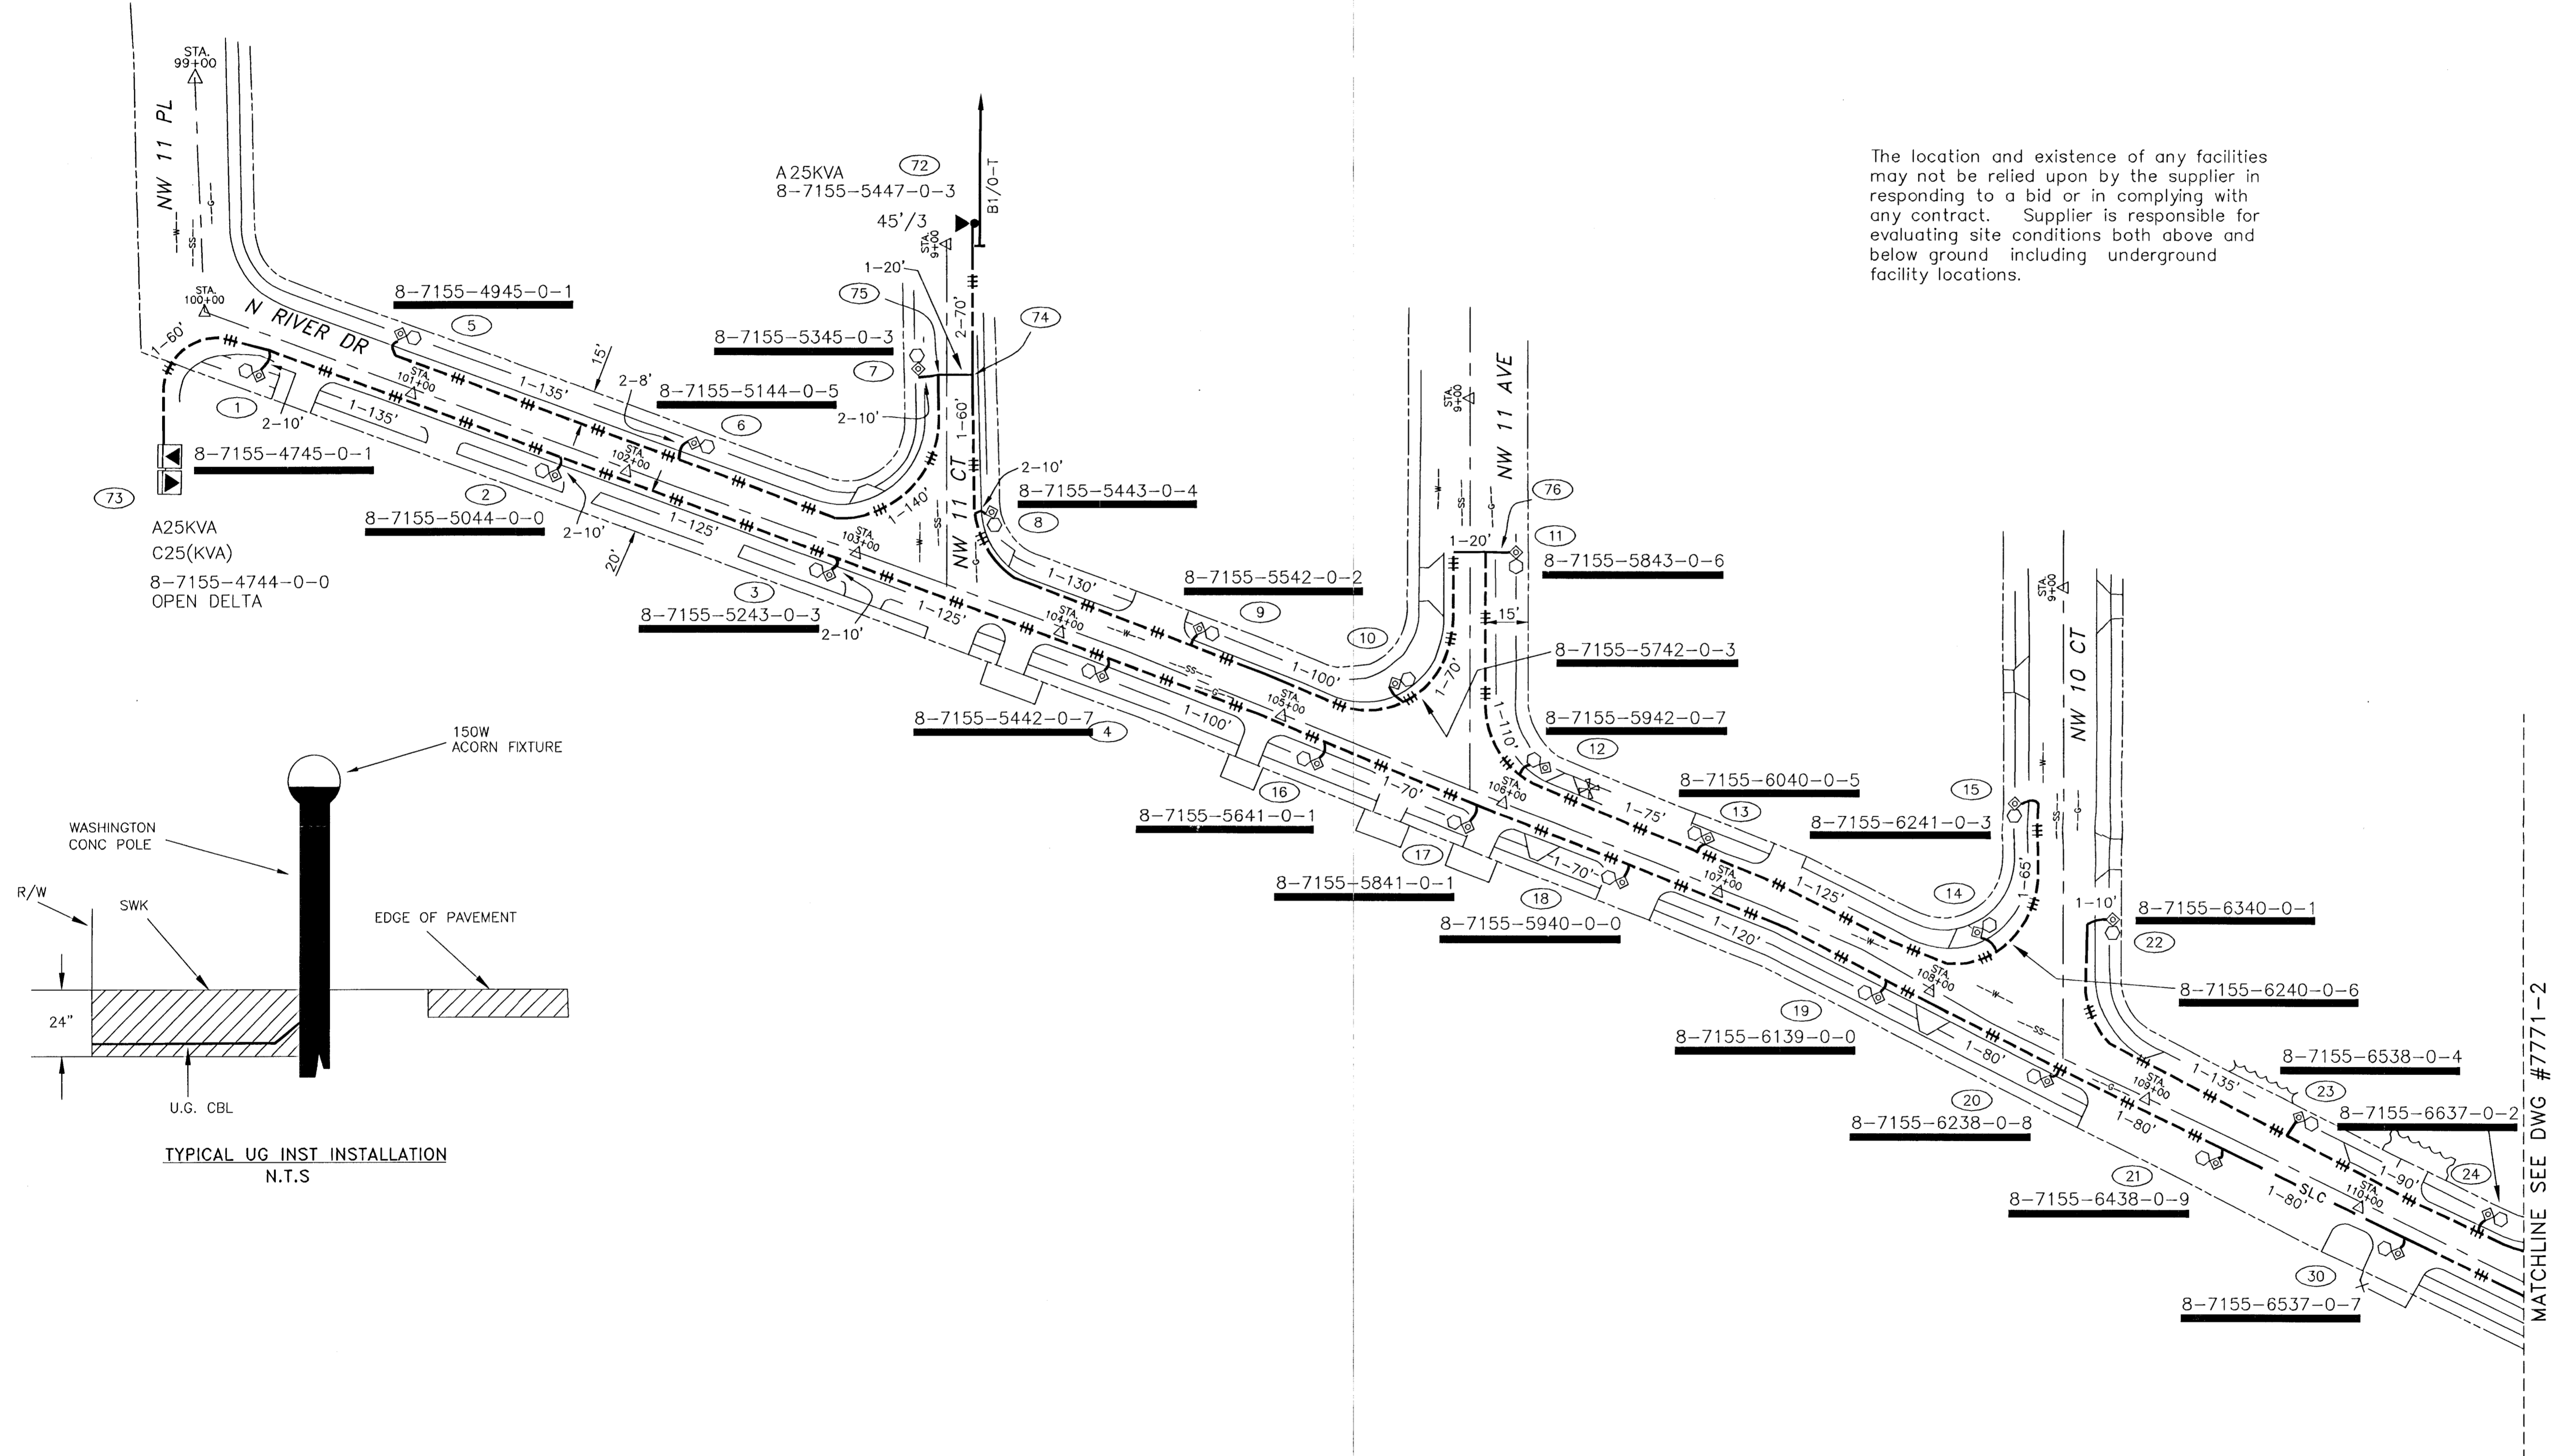 STA.
99+00
NW 11 PL
--W--
--SS--
--G--
STA.
100+00
N RIVER DR
1-60'
8-7155-4945-0-1
5
1
2-10'
STA.
101+00
1-135'
1-135'
15'
2-8'
8-7155-4745-0-1
73
A25KVA
C25(KVA)
8-7155-4744-0-0
OPEN DELTA
2
8-7155-5044-0-0
2-10'
STA.
102+00
1-125'
20'
72
A25KVA
8-7155-5447-0-3
45'/3
B1/0-T
STA.
9+00
1-20'
75
2-70'
74
8-7155-5345-0-3
7
8-7155-5144-0-5
6
2-10'
1-60'
1-140'
NW 11 CT
--SS--
--W--
--G--
2-10'
8-7155-5443-0-4
8
STA.
103+00
3
8-7155-5243-0-3
2-10'
1-125'
1-130'
STA.
104+00
--W--
8-7155-5542-0-2
9
8-7155-5442-0-7
4
--SS--
--G--
1-100'
STA.
105+00
1-100'
10
1-70'
NW 11 AVE
STA.
9+00
--W--
--SS--
--G--
76
11
1-20'
8-7155-5843-0-6
15'
8-7155-5742-0-3
8-7155-5942-0-7
12
1-110'
16
8-7155-5641-0-1
1-70'
STA.
106+00
17
8-7155-5841-0-1
1-70'
18
8-7155-5940-0-0
1-75'
8-7155-6040-0-5
13
STA.
107+00
8-7155-6241-0-3
15
1-125'
14
1-65'
1-120'
--W--
STA.
108+00
19
8-7155-6139-0-0
STA.
9+00
NW 10 CT
--W--
--SS--
--G--
1-10'
8-7155-6340-0-1
22
8-7155-6240-0-6
--W--
--SS--
1-80'
20
8-7155-6238-0-8
--G--
STA.
109+00
1-80'
21
8-7155-6438-0-9
1-135'
8-7155-6538-0-4
23
8-7155-6637-0-2
24
1-90'
SLC
1-80'
STA.
110+00
30
8-7155-6537-0-7
MATCHLINE SEE DWG #7771-2
The location and existence of any facilities
may not be relied upon by the supplier in
responding to a bid or in complying with
any contract. Supplier is responsible for
evaluating site conditions both above and
below ground including underground
facility locations.
150W
ACORN FIXTURE
WASHINGTON
CONC POLE
R/W
SWK
EDGE OF PAVEMENT
24"
U.G. CBL
TYPICAL UG INST INSTALLATION
N.T.S